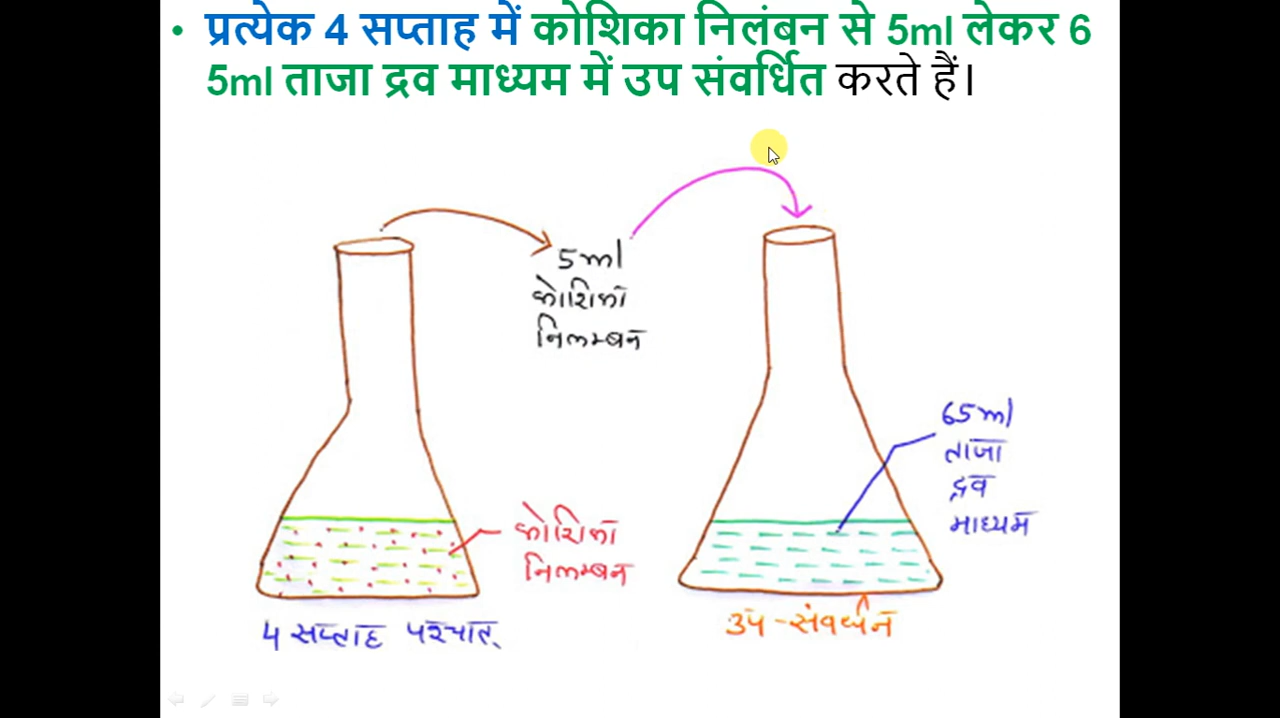 • प्रत्येक 4 सप्ताह में कोशिका निलंबन से 5ml लेकर 6
5ml ताजा द्रव माध्यम में उप संवर्धित करते हैं।
5ml
कोशिका
निलम्बन
65ml
ताजा
द्रव
माध्यम
कोशिका
निलम्बन
4 सप्ताह पश्चात्
उप-संवर्धन